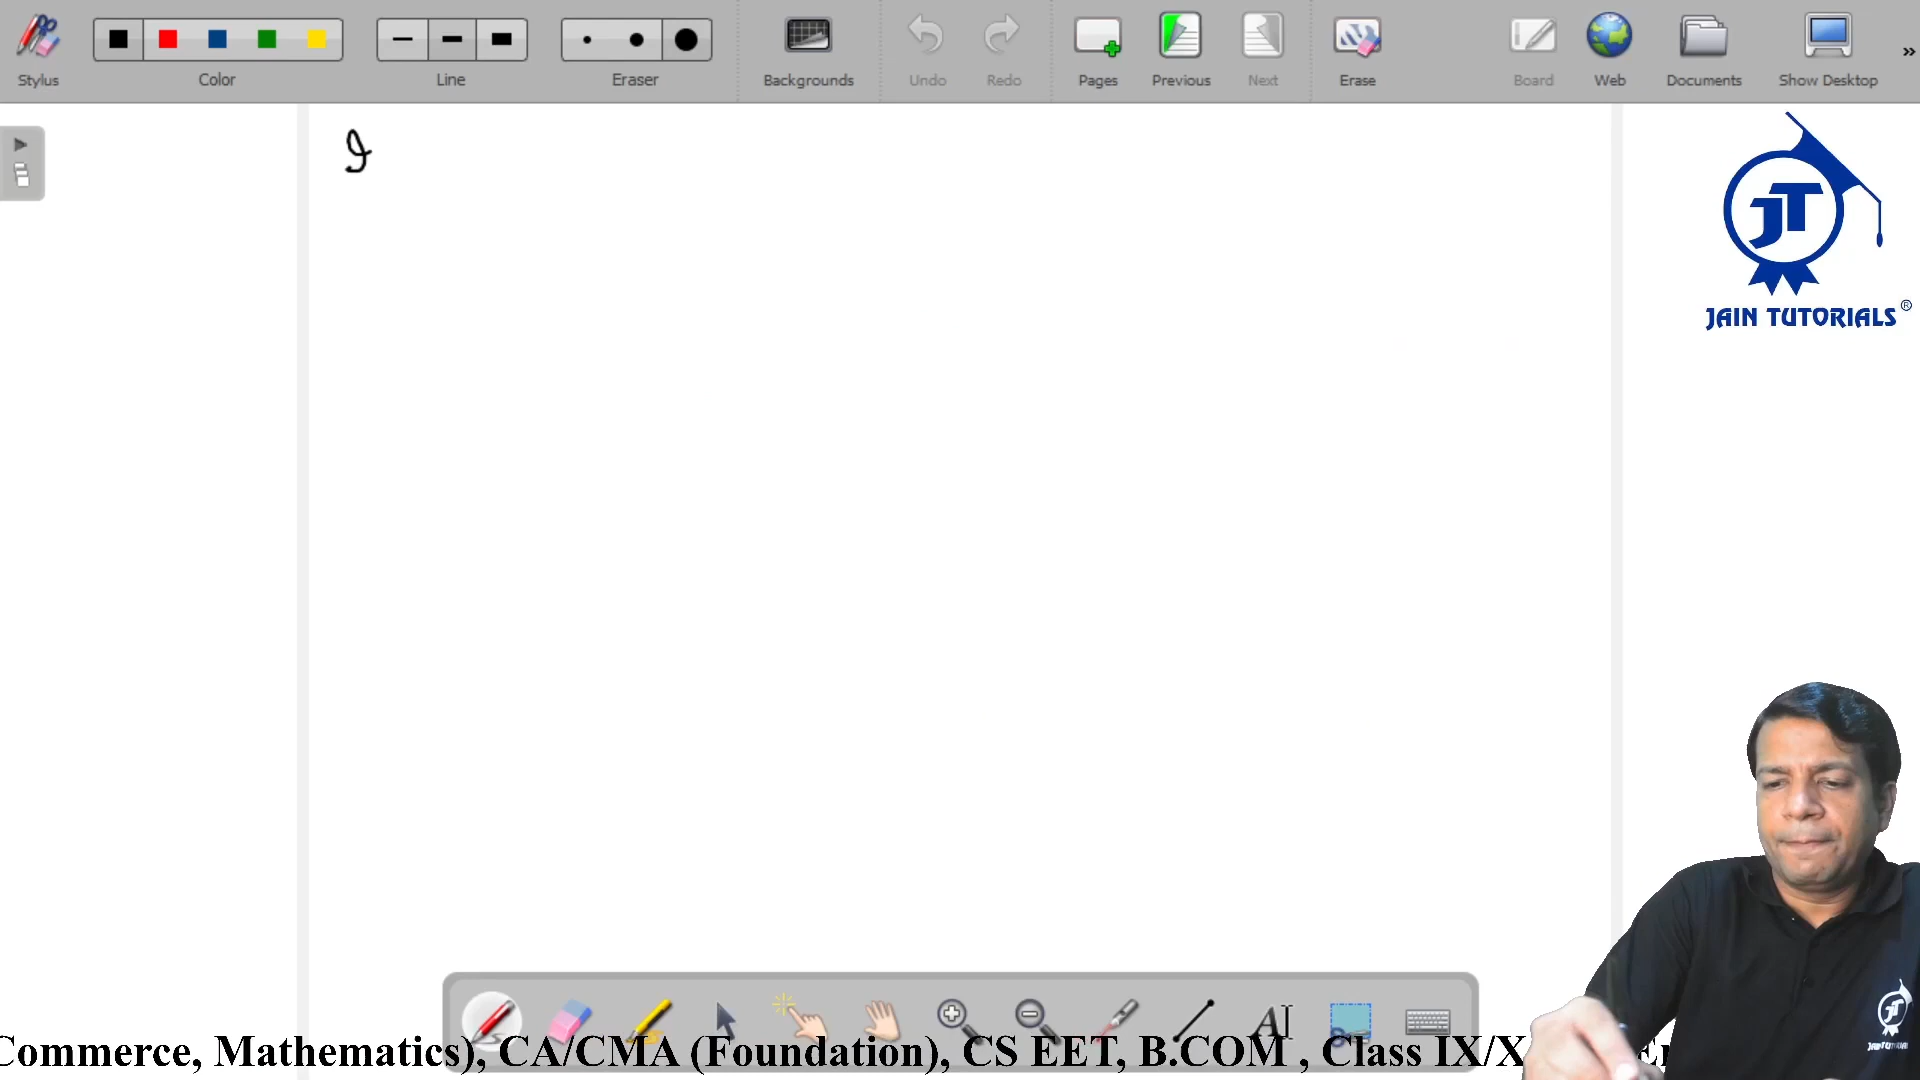 Stylus Color Line Eraser Backgrounds Undo Redo Pages Previous Next Erase Board Web Documents Show Desktop »
I
JT
JAIN TUTORIALS®
Commerce, Mathematics), CA/CMA (Foundation), CS EET, B.COM , Class IX/X